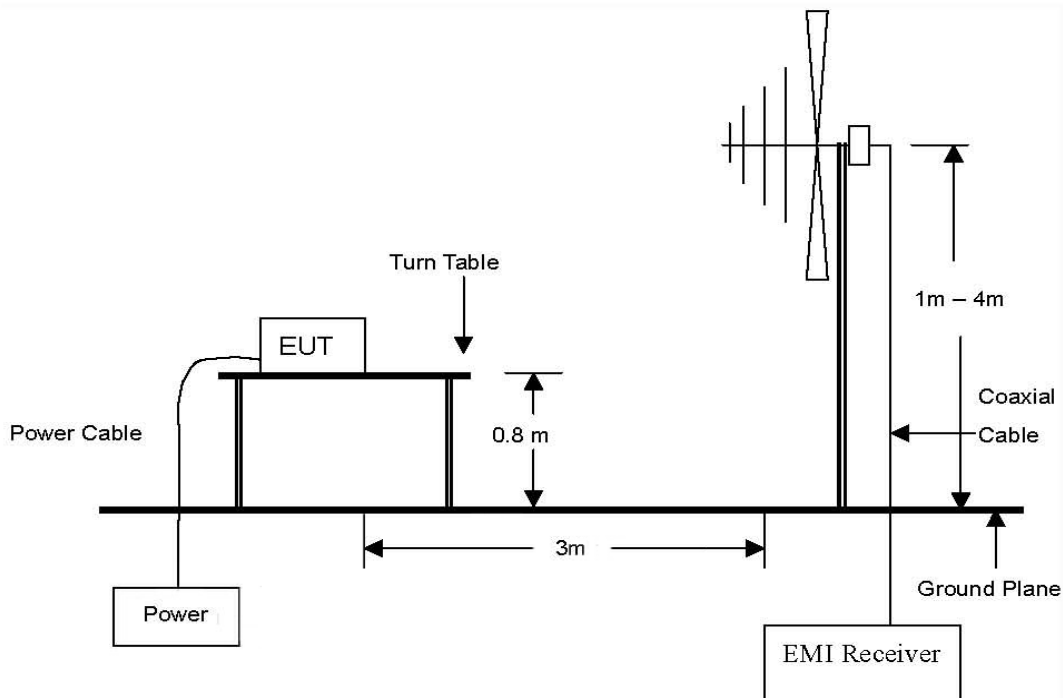 Turn Table
1m – 4m
EUT
Coaxial
Cable
Power Cable
0.8 m
3m
Ground Plane
Power
EMI Receiver